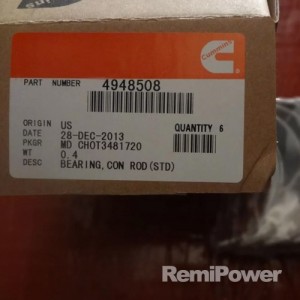 Cummins
PART NUMBER 4948508
ORIGIN US QUANTITY 6
DATE 28-DEC-2013
PKGR MD CHOT3481720
WT 0.4
DESC BEARING,CON ROD(STD)
RemiPower